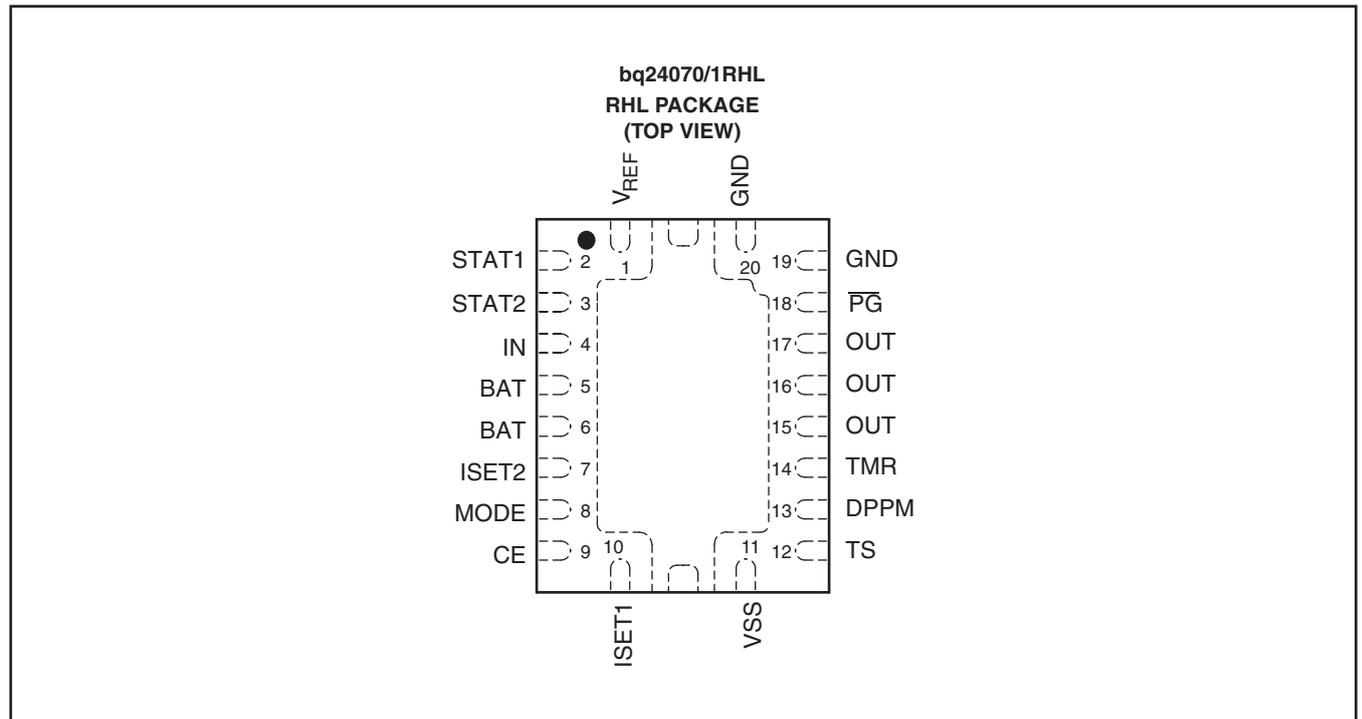 bq24070/1RHL
RHL PACKAGE
(TOP VIEW)
VREF
GND
STAT1
2
1
20
19
GND
STAT2
3
18
P̅G̅
IN
4
17
OUT
BAT
5
16
OUT
BAT
6
15
OUT
ISET2
7
14
TMR
MODE
8
13
DPPM
CE
9
10
11
12
TS
ISET1
VSS